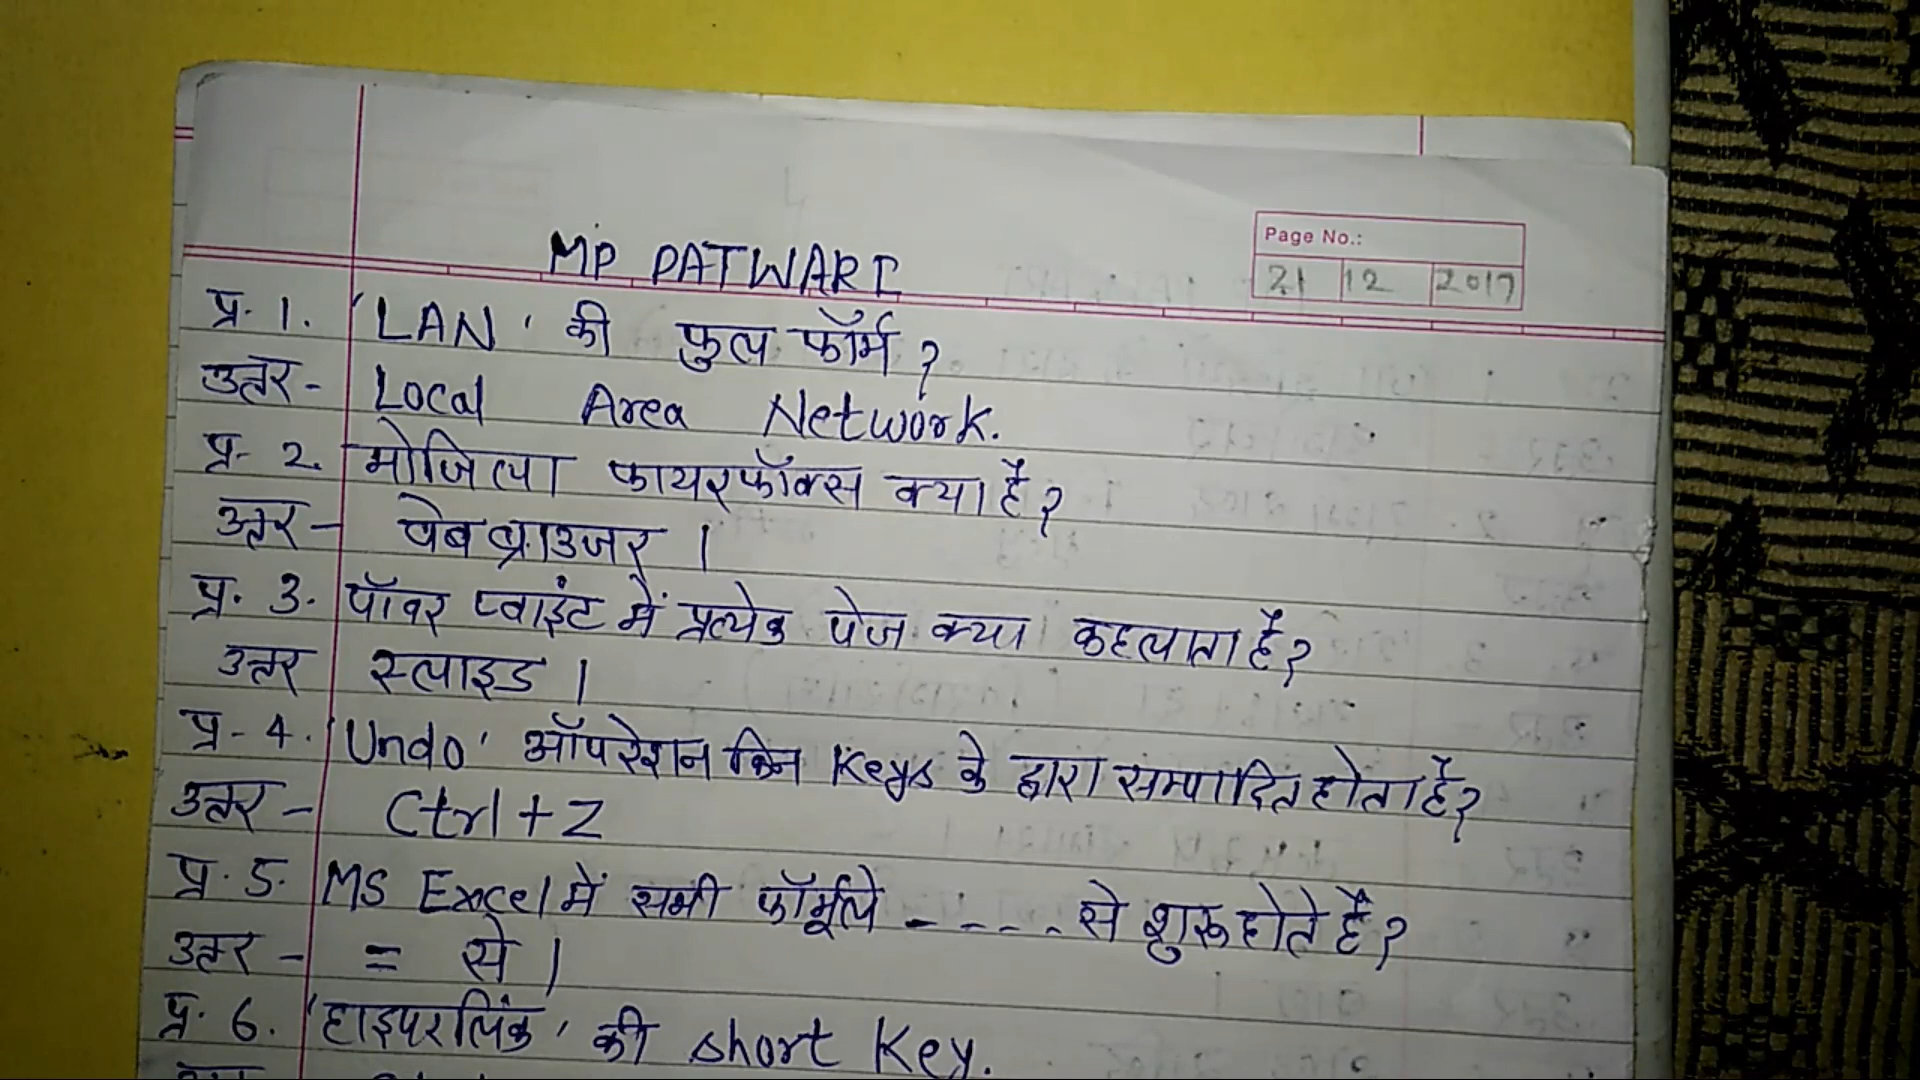 MP PATWARI
Page No.:
21 12 2017
प्र. 1. 'LAN' की फुल फॉर्म ?
उत्तर - Local Area Network.
प्र- 2. मोजिला फायरफॉक्स क्या है ?
उत्तर - वेब ब्राउजर ।
प्र. 3. पॉवर प्वाइंट में प्रत्येक पेज क्या कहलाता है ?
उत्तर स्लाइड ।
प्र- 4. 'Undo' ऑपरेशन किन Keys के द्वारा सम्पादित होता है ?
उत्तर - Ctrl + Z
प्र. 5. MS Excel में सभी फॉर्मूले - - - - से शुरू होते हैं ?
उत्तर - = से ।
प्र. 6. 'हाइपरलिंक' की short Key.